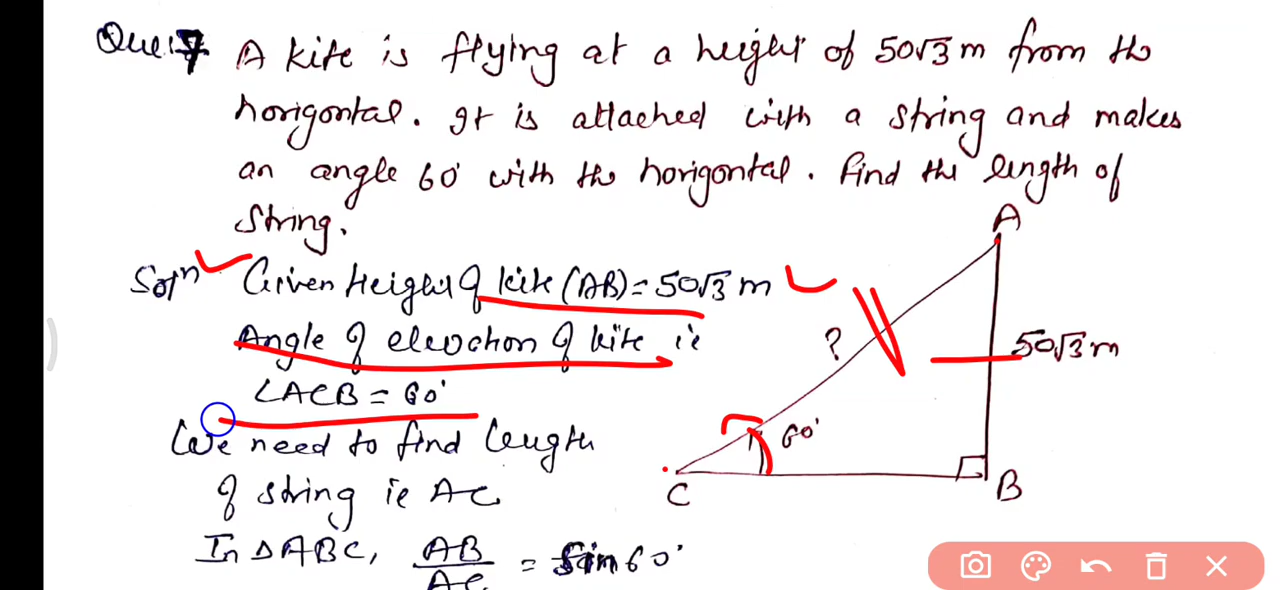 Que:7 A kite is flying at a height of 50√3 m from the
horigontal. It is attached with a string and makes
an angle 60° with the horigontal. Find the length of
string.
Solⁿ Given Height of kite (AB) = 50√3 m
Angle of elevation of kite ie
∠ACB = 60°
We need to find length
of string ie AC
In △ABC, AB/AC = Sin 60°
A
?
50√3 m
60°
C
B